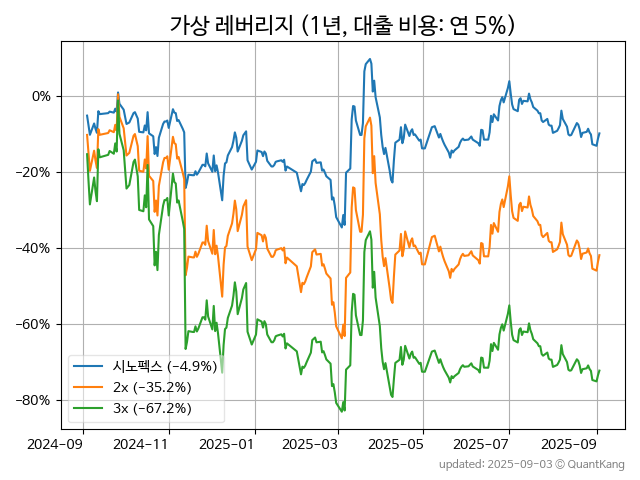 가상 레버리지 (1년, 대출 비용: 연 5%)
0%
−20%
−40%
−60%
−80%
시노펙스 (−4.9%)
2x (−35.2%)
3x (−67.2%)
2024-09 2024-11 2025-01 2025-03 2025-05 2025-07 2025-09
updated: 2025-09-03 © QuantKang